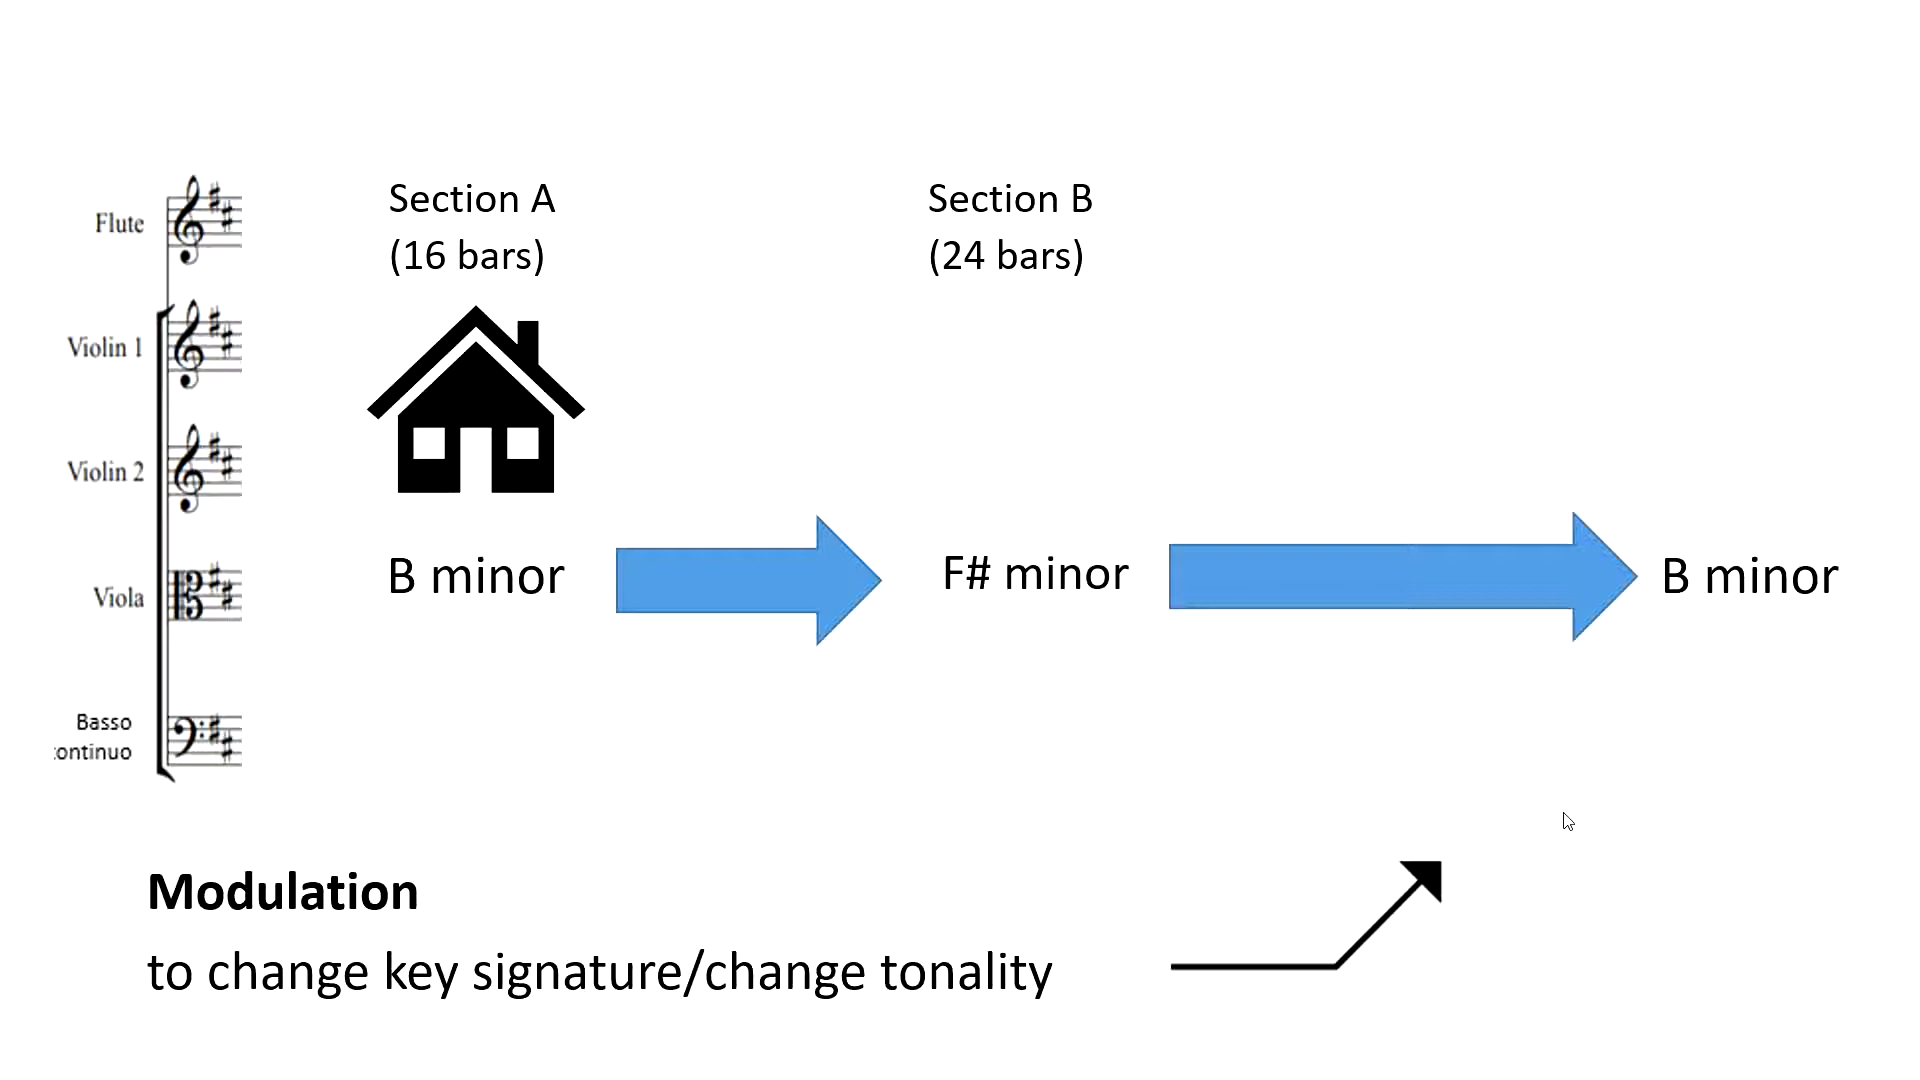 Section A
(16 bars)
Section B
(24 bars)
Flute
Violin 1
Violin 2
Viola
Basso
ontinuo
B minor
F# minor
B minor
Modulation
to change key signature/change tonality